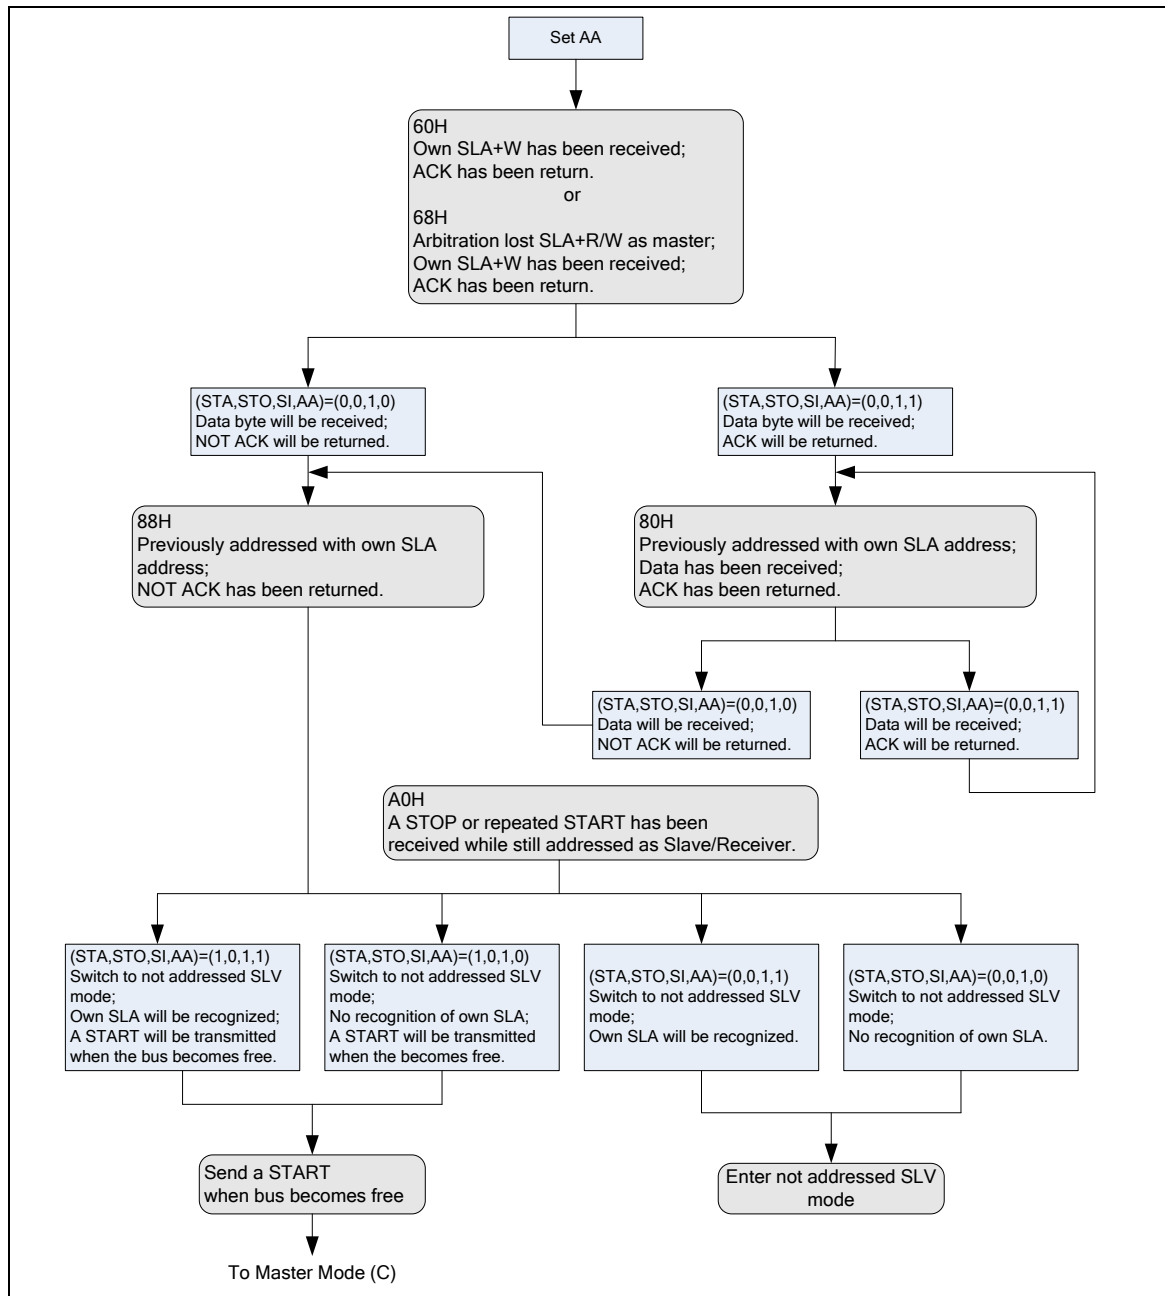 Set AA
60H
Own SLA+W has been received;
ACK has been return.
or
68H
Arbitration lost SLA+R/W as master;
Own SLA+W has been received;
ACK has been return.
(STA,STO,SI,AA)=(0,0,1,0)
Data byte will be received;
NOT ACK will be returned.
(STA,STO,SI,AA)=(0,0,1,1)
Data byte will be received;
ACK will be returned.
88H
Previously addressed with own SLA
address;
NOT ACK has been returned.
80H
Previously addressed with own SLA address;
Data has been received;
ACK has been returned.
(STA,STO,SI,AA)=(0,0,1,0)
Data will be received;
NOT ACK will be returned.
(STA,STO,SI,AA)=(0,0,1,1)
Data will be received;
ACK will be returned.
A0H
A STOP or repeated START has been
received while still addressed as Slave/Receiver.
(STA,STO,SI,AA)=(1,0,1,1)
Switch to not addressed SLV
mode;
Own SLA will be recognized;
A START will be transmitted
when the bus becomes free.
(STA,STO,SI,AA)=(1,0,1,0)
Switch to not addressed SLV
mode;
No recognition of own SLA;
A START will be transmitted
when the becomes free.
(STA,STO,SI,AA)=(0,0,1,1)
Switch to not addressed SLV
mode;
Own SLA will be recognized.
(STA,STO,SI,AA)=(0,0,1,0)
Switch to not addressed SLV
mode;
No recognition of own SLA.
Send a START
when bus becomes free
Enter not addressed SLV
mode
To Master Mode (C)